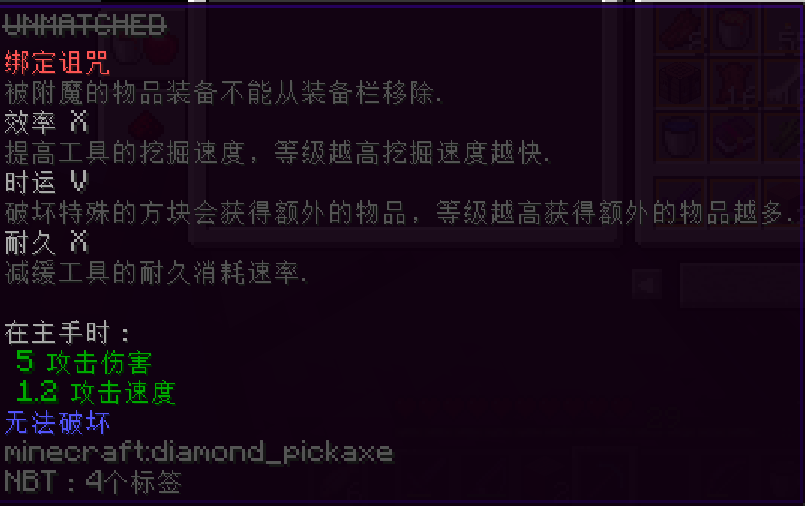 UNMATCHED
绑定诅咒
被附魔的物品装备不能从装备栏移除.
效率 X
提高工具的挖掘速度，等级越高挖掘速度越快.
时运 V
破坏特殊的方块会获得额外的物品，等级越高获得额外的物品越多.
耐久 X
减缓工具的耐久消耗速率.
在主手时：
5 攻击伤害
1.2 攻击速度
无法破坏
minecraft:diamond_pickaxe
NBT：4个标签